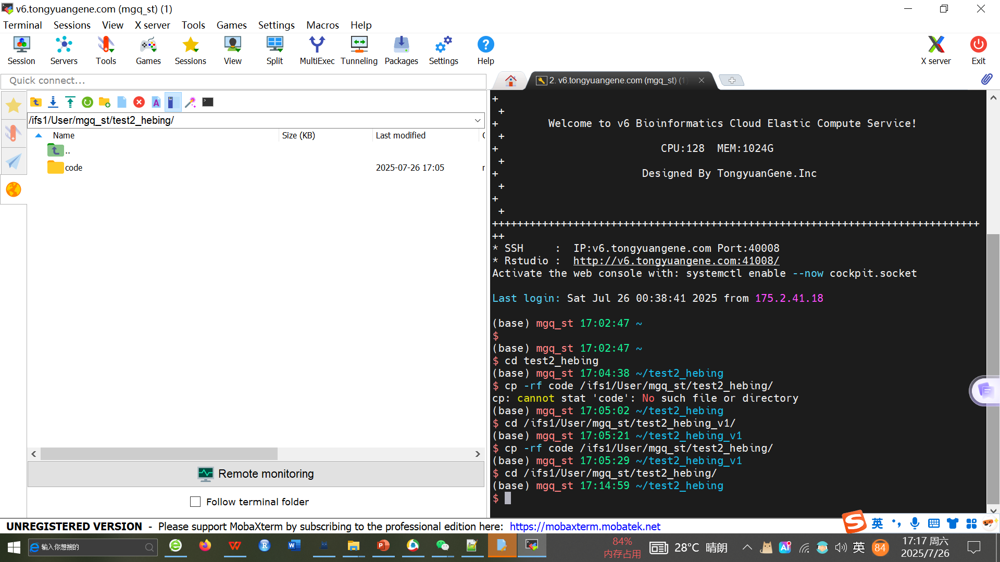 v6.tongyuangene.com (mgq_st) (1)
Terminal Sessions View X server Tools Games Settings Macros Help
Session Servers Tools Games Sessions View Split MultiExec Tunneling Packages Settings Help X server Exit
Quick connect...
2. v6.tongyuangene.com (mgq_st) (1)
/ifs1/User/mgq_st/test2_hebing/
Name Size (KB) Last modified
..
code 2025-07-26 17:05
Remote monitoring
Follow terminal folder
+
+
+ Welcome to v6 Bioinformatics Cloud Elastic Compute Service!
+
+ CPU:128 MEM:1024G
+
+ Designed By TongyuanGene.Inc
+
+
+
++++++++++++++++++++++++++++++++++++++++++++++++++++++++++++++++++++++++++++++
++
* SSH : IP:v6.tongyuangene.com Port:40008
* Rstudio : http://v6.tongyuangene.com:41008/
Activate the web console with: systemctl enable --now cockpit.socket
Last login: Sat Jul 26 00:38:41 2025 from 175.2.41.18
(base) mgq_st 17:02:47 ~
$
(base) mgq_st 17:02:47 ~
$ cd test2_hebing
(base) mgq_st 17:04:38 ~/test2_hebing
$ cp -rf code /ifs1/User/mgq_st/test2_hebing/
cp: cannot stat 'code': No such file or directory
(base) mgq_st 17:05:02 ~/test2_hebing
$ cd /ifs1/User/mgq_st/test2_hebing_v1/
(base) mgq_st 17:05:21 ~/test2_hebing_v1
$ cp -rf code /ifs1/User/mgq_st/test2_hebing/
(base) mgq_st 17:05:29 ~/test2_hebing_v1
$ cd /ifs1/User/mgq_st/test2_hebing/
(base) mgq_st 17:14:59 ~/test2_hebing
$
UNREGISTERED VERSION - Please support MobaXterm by subscribing to the professional edition here: https://mobaxterm.mobatek.net
英
输入你想搜的
84%
内存占用
28°C 晴朗
英
84
17:17 周六
2025/7/26